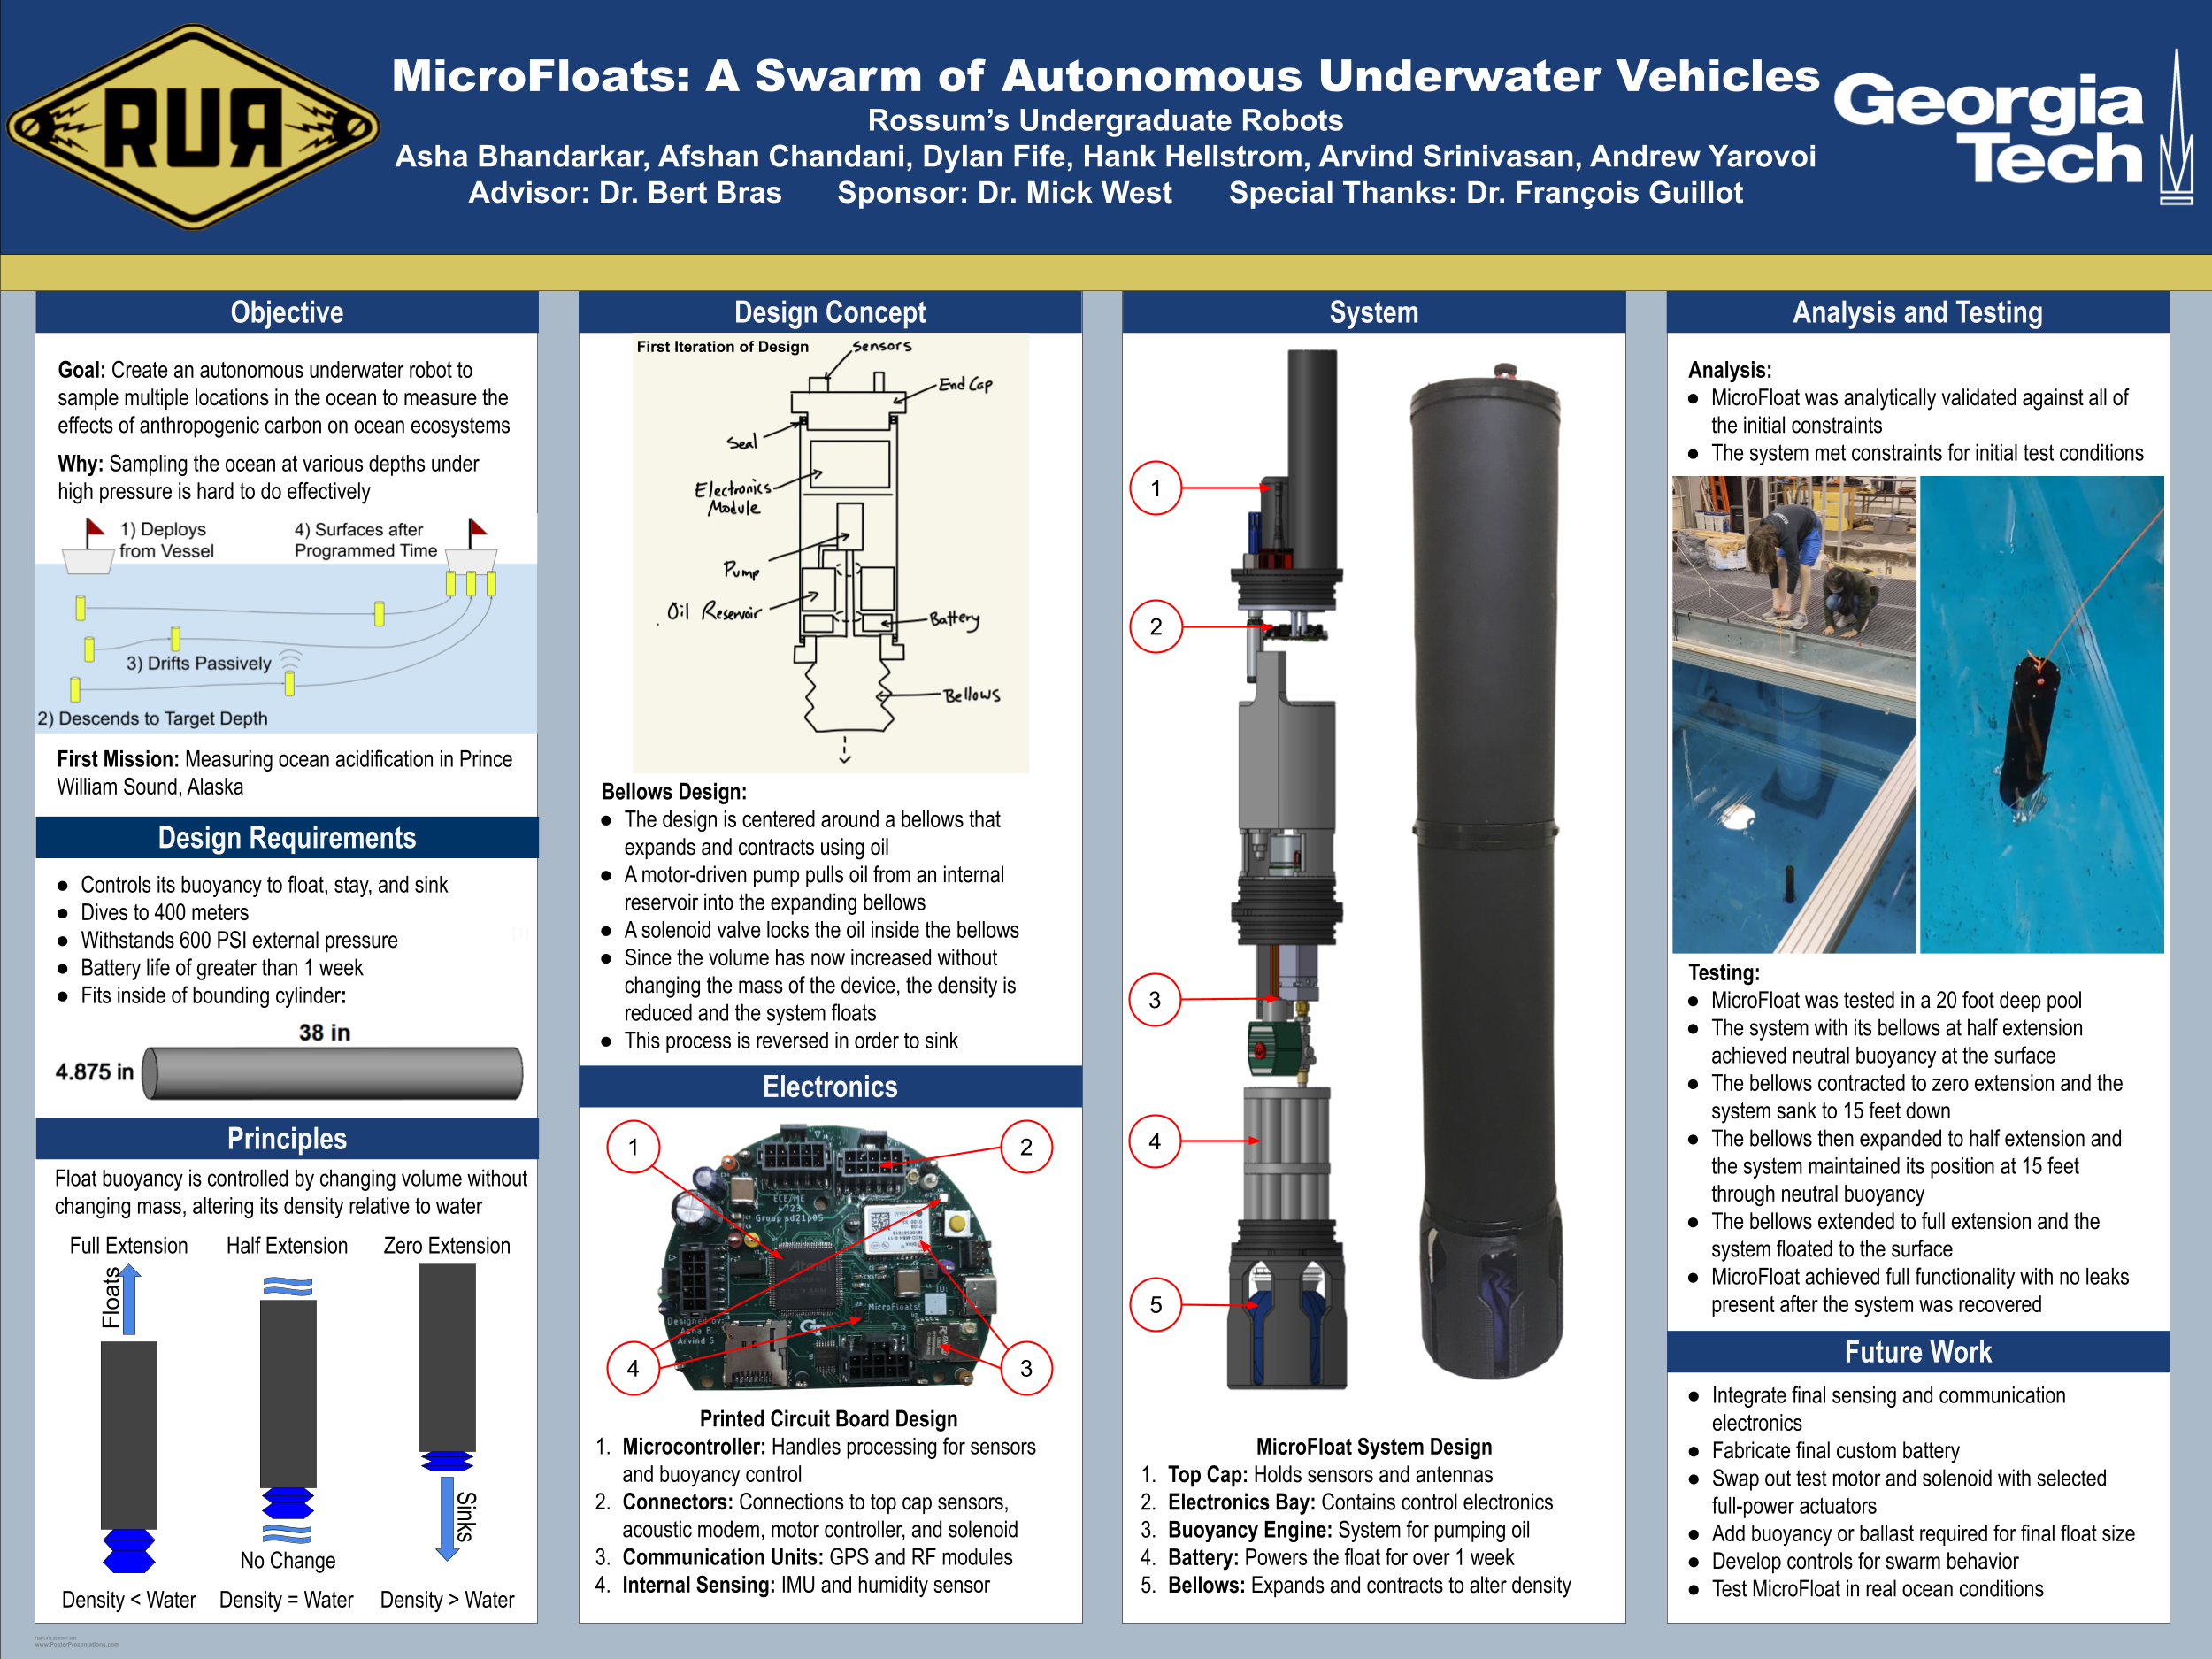 RUR
MicroFloats: A Swarm of Autonomous Underwater Vehicles
Rossum's Undergraduate Robots
Asha Bhandarkar, Afshan Chandani, Dylan Fife, Hank Hellstrom, Arvind Srinivasan, Andrew Yarovoi
Advisor: Dr. Bert Bras Sponsor: Dr. Mick West Special Thanks: Dr. François Guillot
Georgia
Tech
Objective
Goal: Create an autonomous underwater robot to
sample multiple locations in the ocean to measure the
effects of anthropogenic carbon on ocean ecosystems
Why: Sampling the ocean at various depths under
high pressure is hard to do effectively
1) Deploys
from Vessel
4) Surfaces after
Programmed Time
3) Drifts Passively
2) Descends to Target Depth
First Mission: Measuring ocean acidification in Prince
William Sound, Alaska
Design Requirements
● Controls its buoyancy to float, stay, and sink
● Dives to 400 meters
● Withstands 600 PSI external pressure
● Battery life of greater than 1 week
● Fits inside of bounding cylinder:
38 in
4.875 in
Principles
Float buoyancy is controlled by changing volume without
changing mass, altering its density relative to water
Full Extension Half Extension Zero Extension
Floats
Sinks
No Change
Density < Water Density = Water Density > Water
Design Concept
First Iteration of Design
Sensors
End Cap
Seal
Electronics
Module
Pump
Oil Reservoir
Battery
Bellows
Bellows Design:
● The design is centered around a bellows that
expands and contracts using oil
● A motor-driven pump pulls oil from an internal
reservoir into the expanding bellows
● A solenoid valve locks the oil inside the bellows
● Since the volume has now increased without
changing the mass of the device, the density is
reduced and the system floats
● This process is reversed in order to sink
Electronics
1
2
ECE/ME
4723
Group sd21p05
Atmel
MicroFloats!
ID:
Designed by:
Asha B
Arvind S
GT
4
3
Printed Circuit Board Design
1. Microcontroller: Handles processing for sensors
and buoyancy control
2. Connectors: Connections to top cap sensors,
acoustic modem, motor controller, and solenoid
3. Communication Units: GPS and RF modules
4. Internal Sensing: IMU and humidity sensor
System
1
2
3
4
5
MicroFloat System Design
1. Top Cap: Holds sensors and antennas
2. Electronics Bay: Contains control electronics
3. Buoyancy Engine: System for pumping oil
4. Battery: Powers the float for over 1 week
5. Bellows: Expands and contracts to alter density
Analysis and Testing
Analysis:
● MicroFloat was analytically validated against all of
the initial constraints
● The system met constraints for initial test conditions
Testing:
● MicroFloat was tested in a 20 foot deep pool
● The system with its bellows at half extension
achieved neutral buoyancy at the surface
● The bellows contracted to zero extension and the
system sank to 15 feet down
● The bellows then expanded to half extension and
the system maintained its position at 15 feet
through neutral buoyancy
● The bellows extended to full extension and the
system floated to the surface
● MicroFloat achieved full functionality with no leaks
present after the system was recovered
Future Work
● Integrate final sensing and communication
electronics
● Fabricate final custom battery
● Swap out test motor and solenoid with selected
full-power actuators
● Add buoyancy or ballast required for final float size
● Develop controls for swarm behavior
● Test MicroFloat in real ocean conditions
www.PosterPresentations.com